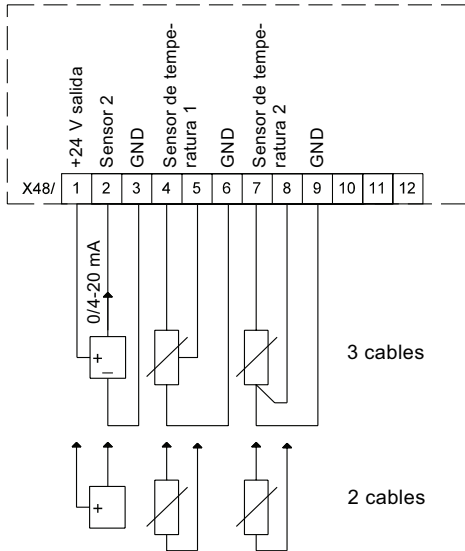 +24 V salida
Sensor 2
GND
Sensor de tempe-
ratura 1
GND
Sensor de tempe-
ratura 2
GND
X48/ 1 2 3 4 5 6 7 8 9 10 11 12
0/4-20 mA
+
–
3 cables
+
2 cables